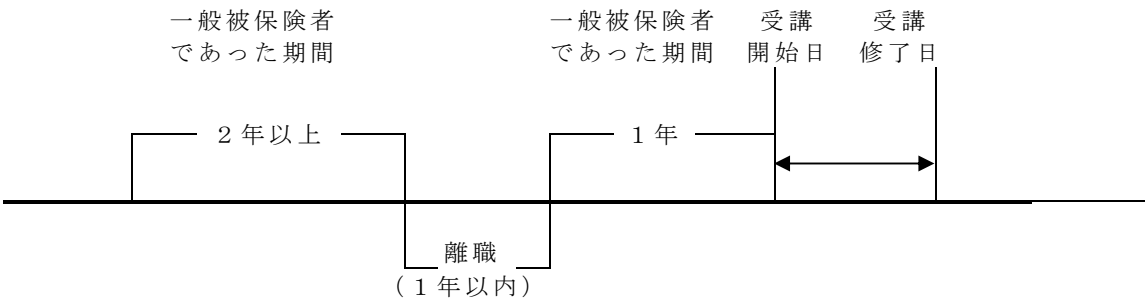 一般被保険者
であった期間
一般被保険者
であった期間
受講
開始日
受講
修了日
2年以上
1年
離職
(1年以内)